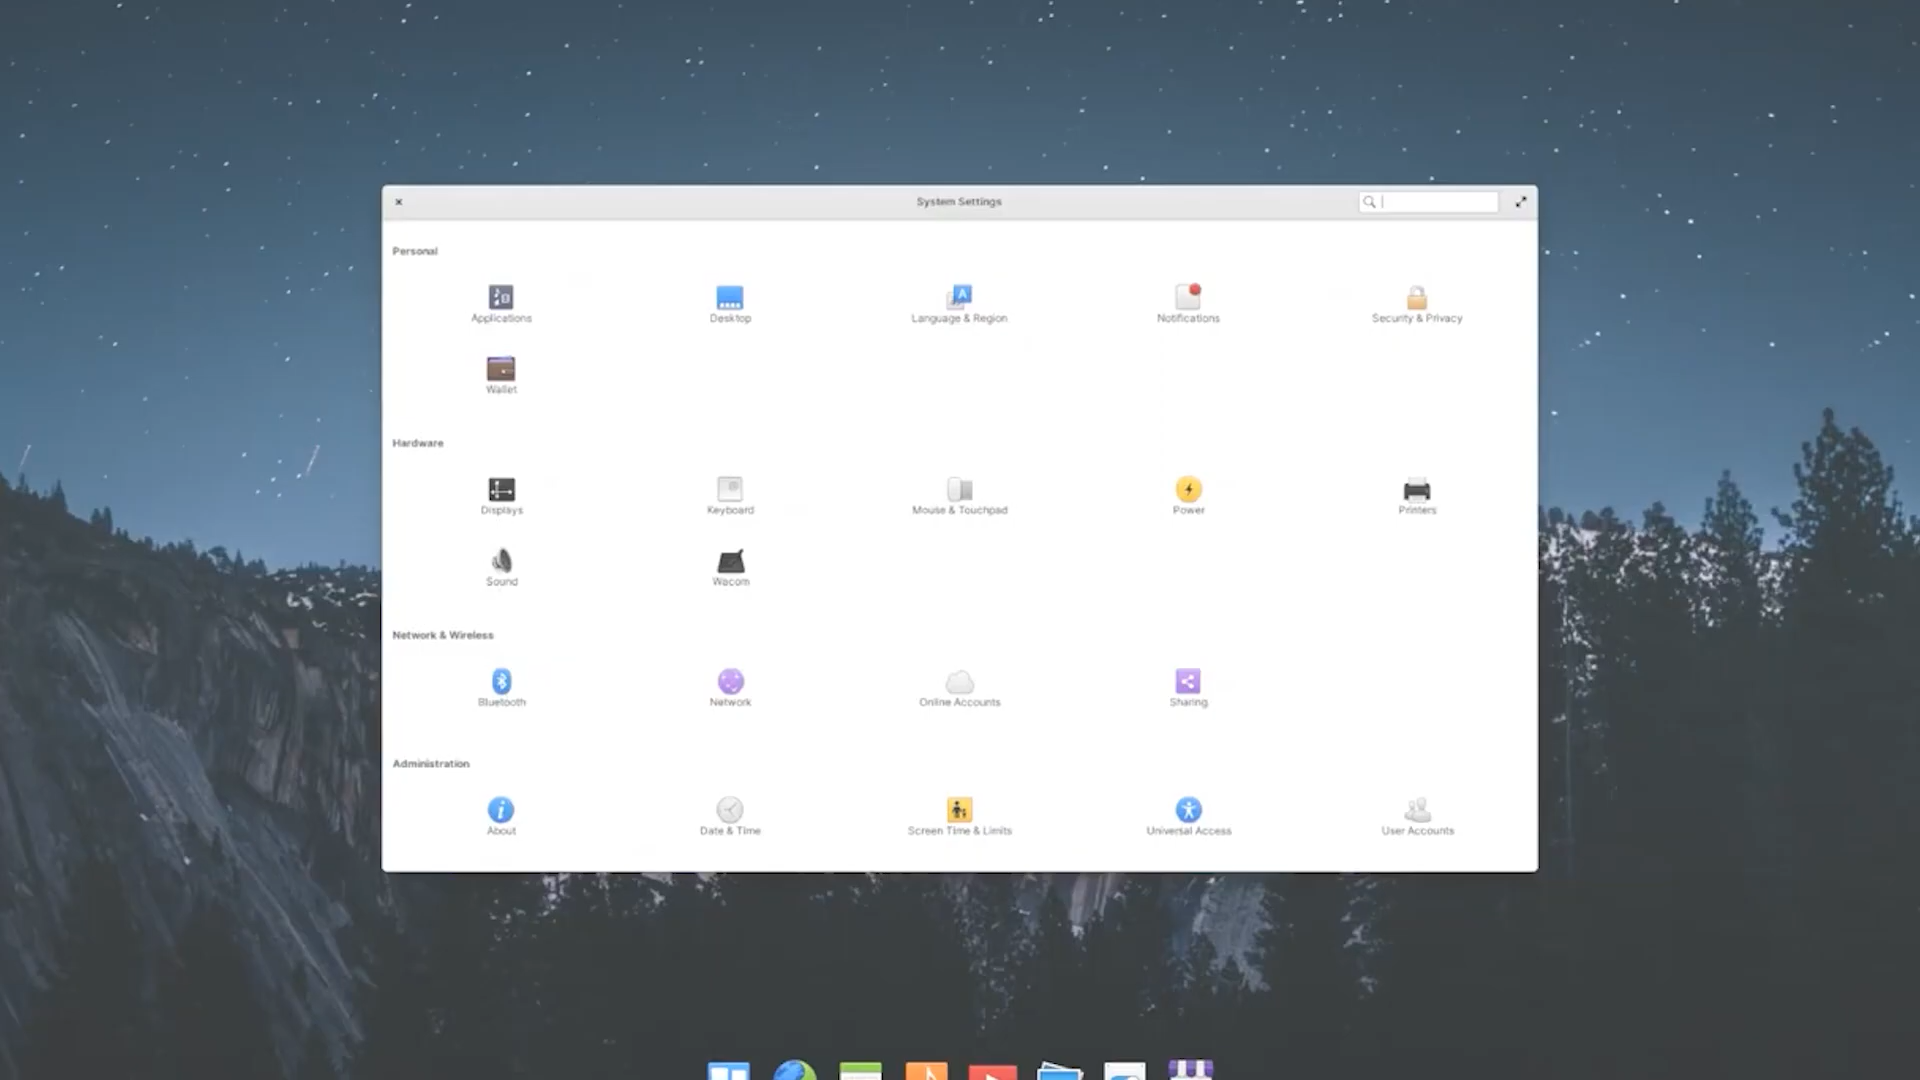 System Settings
Personal
Applications
Desktop
Language & Region
Notifications
Security & Privacy
Wallet
Hardware
Displays
Keyboard
Mouse & Touchpad
Power
Printers
Sound
Wacom
Network & Wireless
Bluetooth
Network
Online Accounts
Sharing
Administration
About
Date & Time
Screen Time & Limits
Universal Access
User Accounts